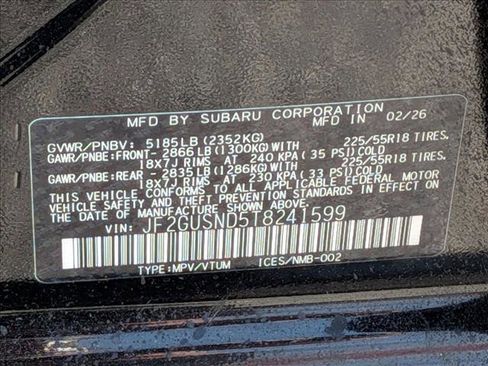 MFD BY SUBARU CORPORATION MFD IN 02/26
GVWR/PNBV: 5185LB (2352KG)
GAWR/PNBE: FRONT - 2866LB (1300KG) WITH 225/55R18 TIRES.
18X7J RIMS AT 240 KPA (35 PSI) COLD
GAWR/PNBE: REAR - 2835LB (1286KG) WITH 225/55R18 TIRES.
18X7J RIMS AT 230 KPA (33 PSI) COLD
THIS VEHICLE CONFORMS TO ALL APPLICABLE
VEHICLE SAFETY AND THEFT PREVENTION STANDARDS IN EFFECT
ON THE DATE OF MANUFACTURE SHOWN ABOVE.
VIN: JF2GUSND5T8241599
TYPE:MPV/VTUM ICES/NMB-002